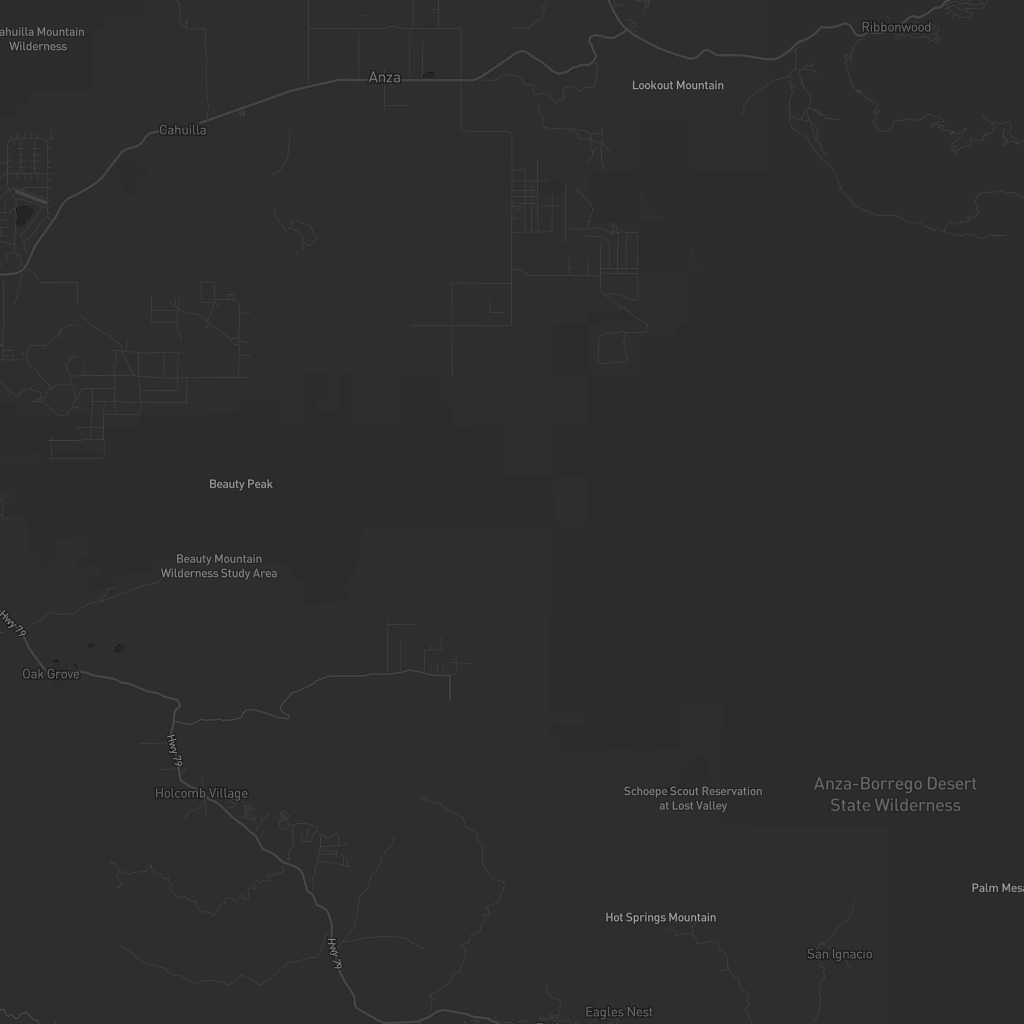 Ribbonwood
ahuilla Mountain
Wilderness
Anza
Lookout Mountain
Cahuilla
Beauty Peak
Beauty Mountain
Wilderness Study Area
Hwy 79
Oak Grove
Hwy 79
Holcomb Village
Schoepe Scout Reservation
at Lost Valley
Anza-Borrego Desert
State Wilderness
Palm Mesa
Hot Springs Mountain
Hwy 79
San Ignacio
Eagles Nest